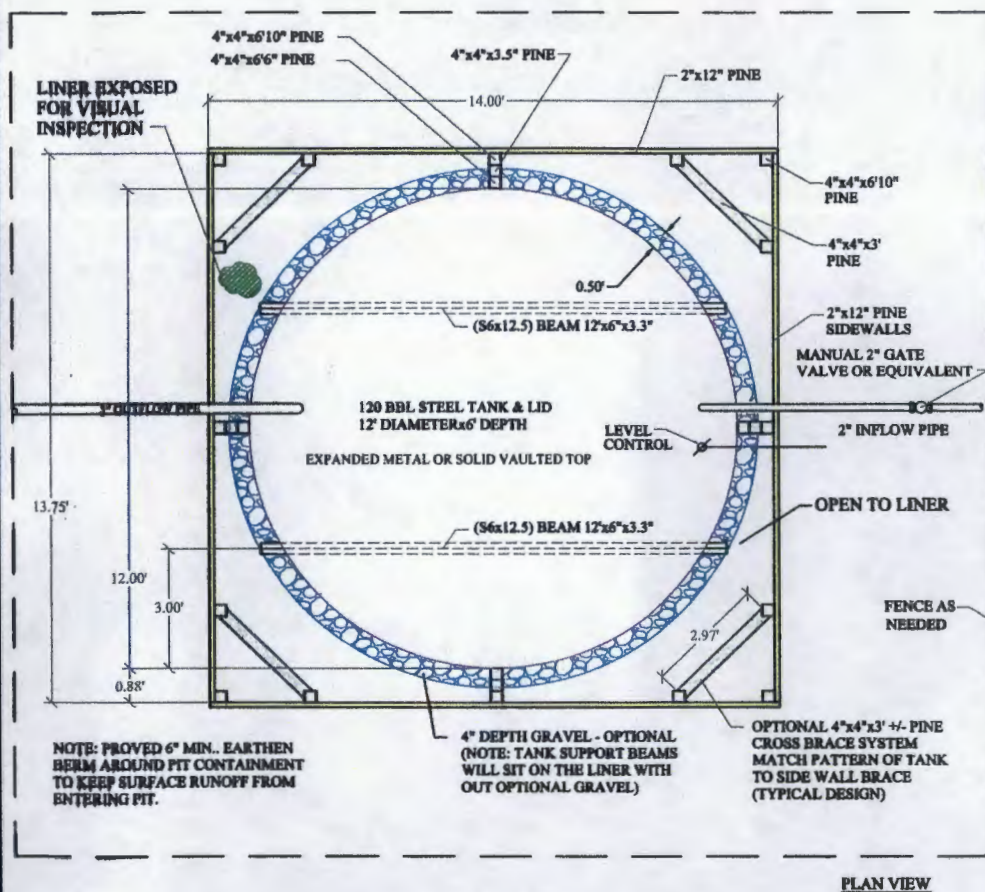 4"x4"x6'10" PINE
4"x4"x6'6" PINE
4"x4"x3.5" PINE
2"x12" PINE
LINER EXPOSED
FOR VISUAL
INSPECTION
14.00'
4"x4"x6'10"
PINE
4"x4"x3'
PINE
0.50'
(S6x12.5) BEAM 12'x6"x3.3"
2"x12" PINE
SIDEWALLS
MANUAL 2" GATE
VALVE OR EQUIVALENT
OUTFLOW PIPE
120 BBL STEEL TANK & LID
12' DIAMETERx6' DEPTH
LEVEL
CONTROL
2" INFLOW PIPE
EXPANDED METAL OR SOLID VAULTED TOP
13.75'
OPEN TO LINER
(S6x12.5) BEAM 12'x6"x3.3"
12.00'
3.00'
FENCE AS
NEEDED
2.97'
0.88'
NOTE: PROVED 6" MIN.. EARTHEN
BERM AROUND PIT CONTAINMENT
TO KEEP SURFACE RUNOFF FROM
ENTERING PIT.
4" DEPTH GRAVEL - OPTIONAL
(NOTE: TANK SUPPORT BEAMS
WILL SIT ON THE LINER WITH
OUT OPTIONAL GRAVEL)
OPTIONAL 4"x4"x3' +/- PINE
CROSS BRACE SYSTEM
MATCH PATTERN OF TANK
TO SIDE WALL BRACE
(TYPICAL DESIGN)
PLAN VIEW